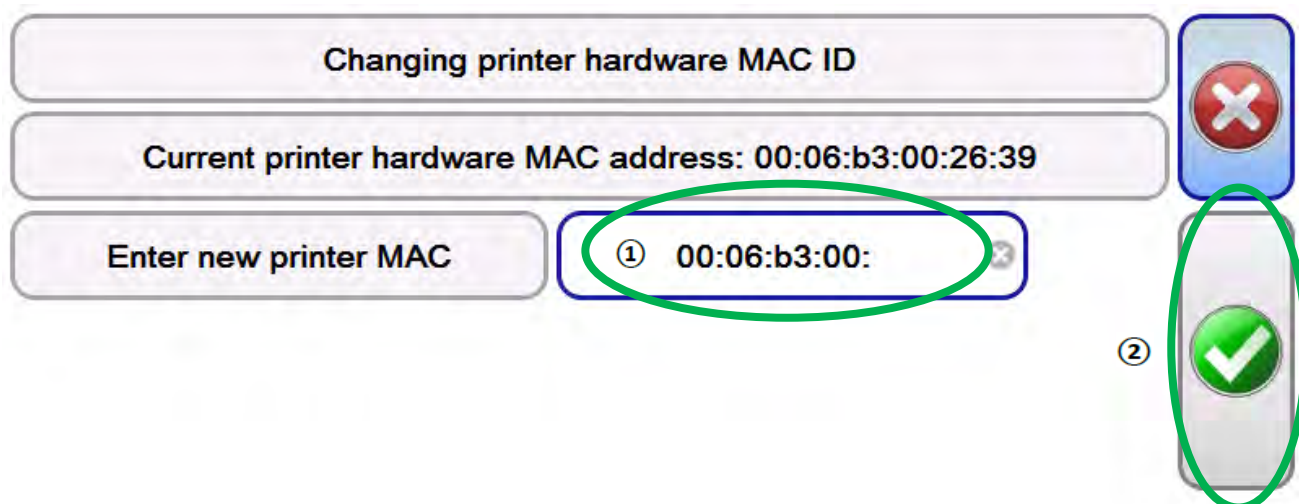 Changing printer hardware MAC ID
Current printer hardware MAC address: 00:06:b3:00:26:39
Enter new printer MAC ① 00:06:b3:00:
②